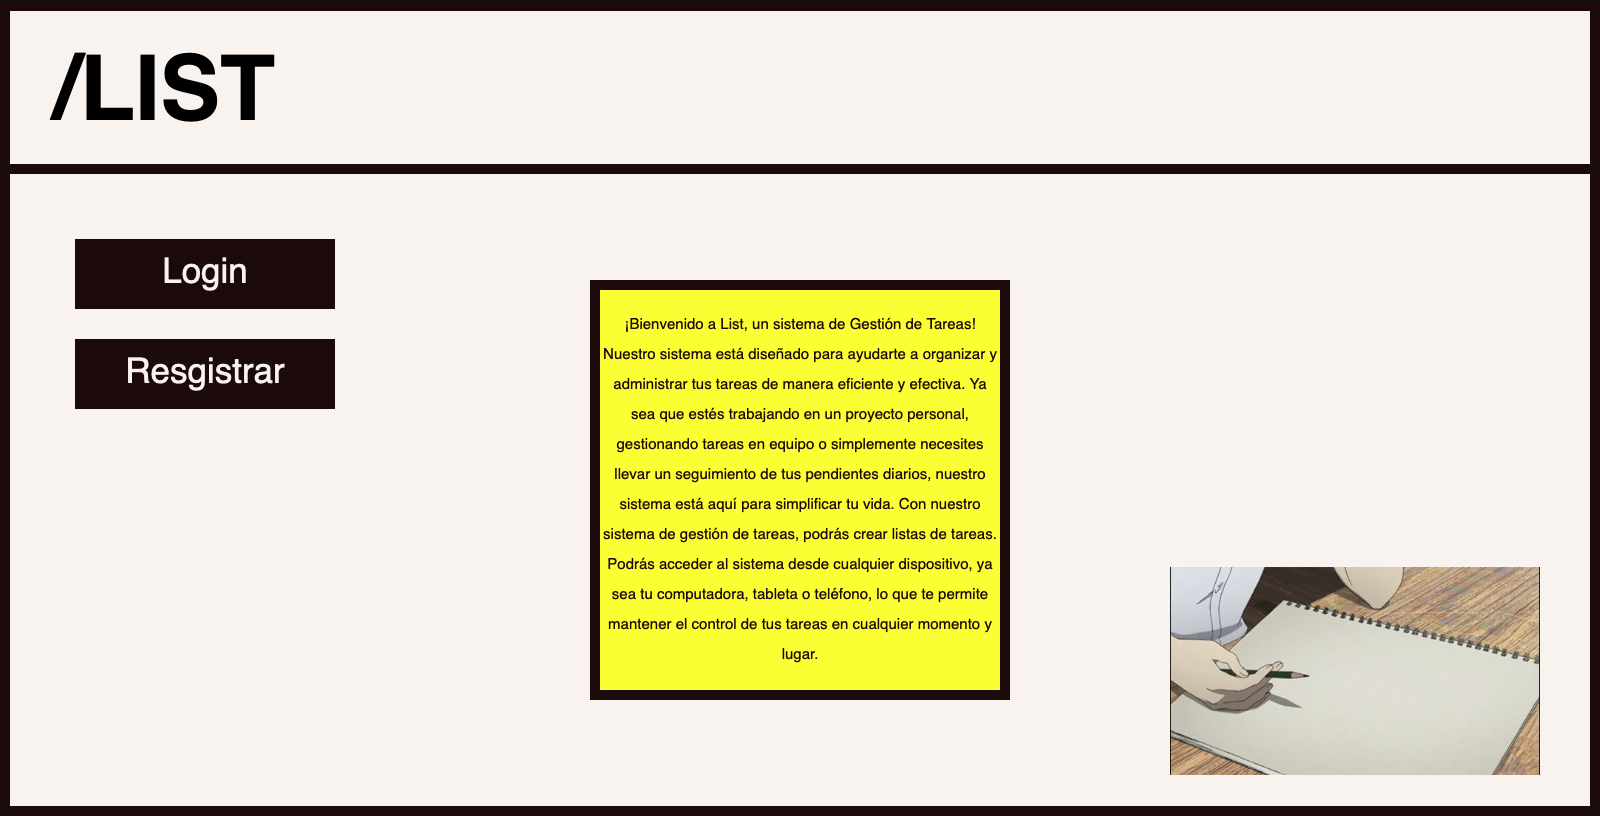 /LIST
Login
Resgistrar
¡Bienvenido a List, un sistema de Gestión de Tareas!
Nuestro sistema está diseñado para ayudarte a organizar y
administrar tus tareas de manera eficiente y efectiva. Ya
sea que estés trabajando en un proyecto personal,
gestionando tareas en equipo o simplemente necesites
llevar un seguimiento de tus pendientes diarios, nuestro
sistema está aquí para simplificar tu vida. Con nuestro
sistema de gestión de tareas, podrás crear listas de tareas.
Podrás acceder al sistema desde cualquier dispositivo, ya
sea tu computadora, tableta o teléfono, lo que te permite
mantener el control de tus tareas en cualquier momento y
lugar.